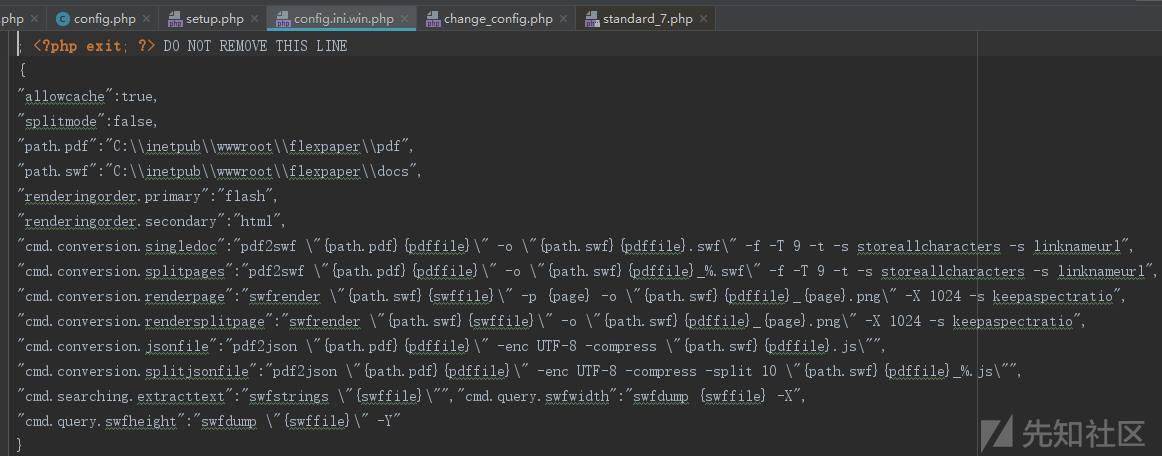 .php × config.php × setup.php × config.ini.win.php × change_config.php × standard_7.php ×
; <?php exit; ?> DO NOT REMOVE THIS LINE
{
"allowcache":true,
"splitmode":false,
"path.pdf":"C:\\inetpub\\wwwroot\\flexpaper\\pdf",
"path.swf":"C:\\inetpub\\wwwroot\\flexpaper\\docs",
"renderingorder.primary":"flash",
"renderingorder.secondary":"html",
"cmd.conversion.singledoc":"pdf2swf \"{path.pdf}{pdffile}\" -o \"{path.swf}{pdffile}.swf\" -f -T 9 -t -s storeallcharacters -s linknameurl",
"cmd.conversion.splitpages":"pdf2swf \"{path.pdf}{pdffile}\" -o \"{path.swf}{pdffile}_%.swf\" -f -T 9 -t -s storeallcharacters -s linknameurl",
"cmd.conversion.renderpage":"swfrender \"{path.swf}{swffile}\" -p {page} -o \"{path.swf}{pdffile}_{page}.png\" -X 1024 -s keepaspectratio",
"cmd.conversion.rendersplitpage":"swfrender \"{path.swf}{swffile}\" -o \"{path.swf}{pdffile}_{page}.png\" -X 1024 -s keepaspectratio",
"cmd.conversion.jsonfile":"pdf2json \"{path.pdf}{pdffile}\" -enc UTF-8 -compress \"{path.swf}{pdffile}.js\"",
"cmd.conversion.splitjsonfile":"pdf2json \"{path.pdf}{pdffile}\" -enc UTF-8 -compress -split 10 \"{path.swf}{pdffile}_%.js\"",
"cmd.searching.extracttext":"swfstrings \"{swffile}\"", "cmd.query.swfwidth":"swfdump {swffile} -X",
"cmd.query.swfheight":"swfdump \"{swffile}\" -Y"
}
先知社区